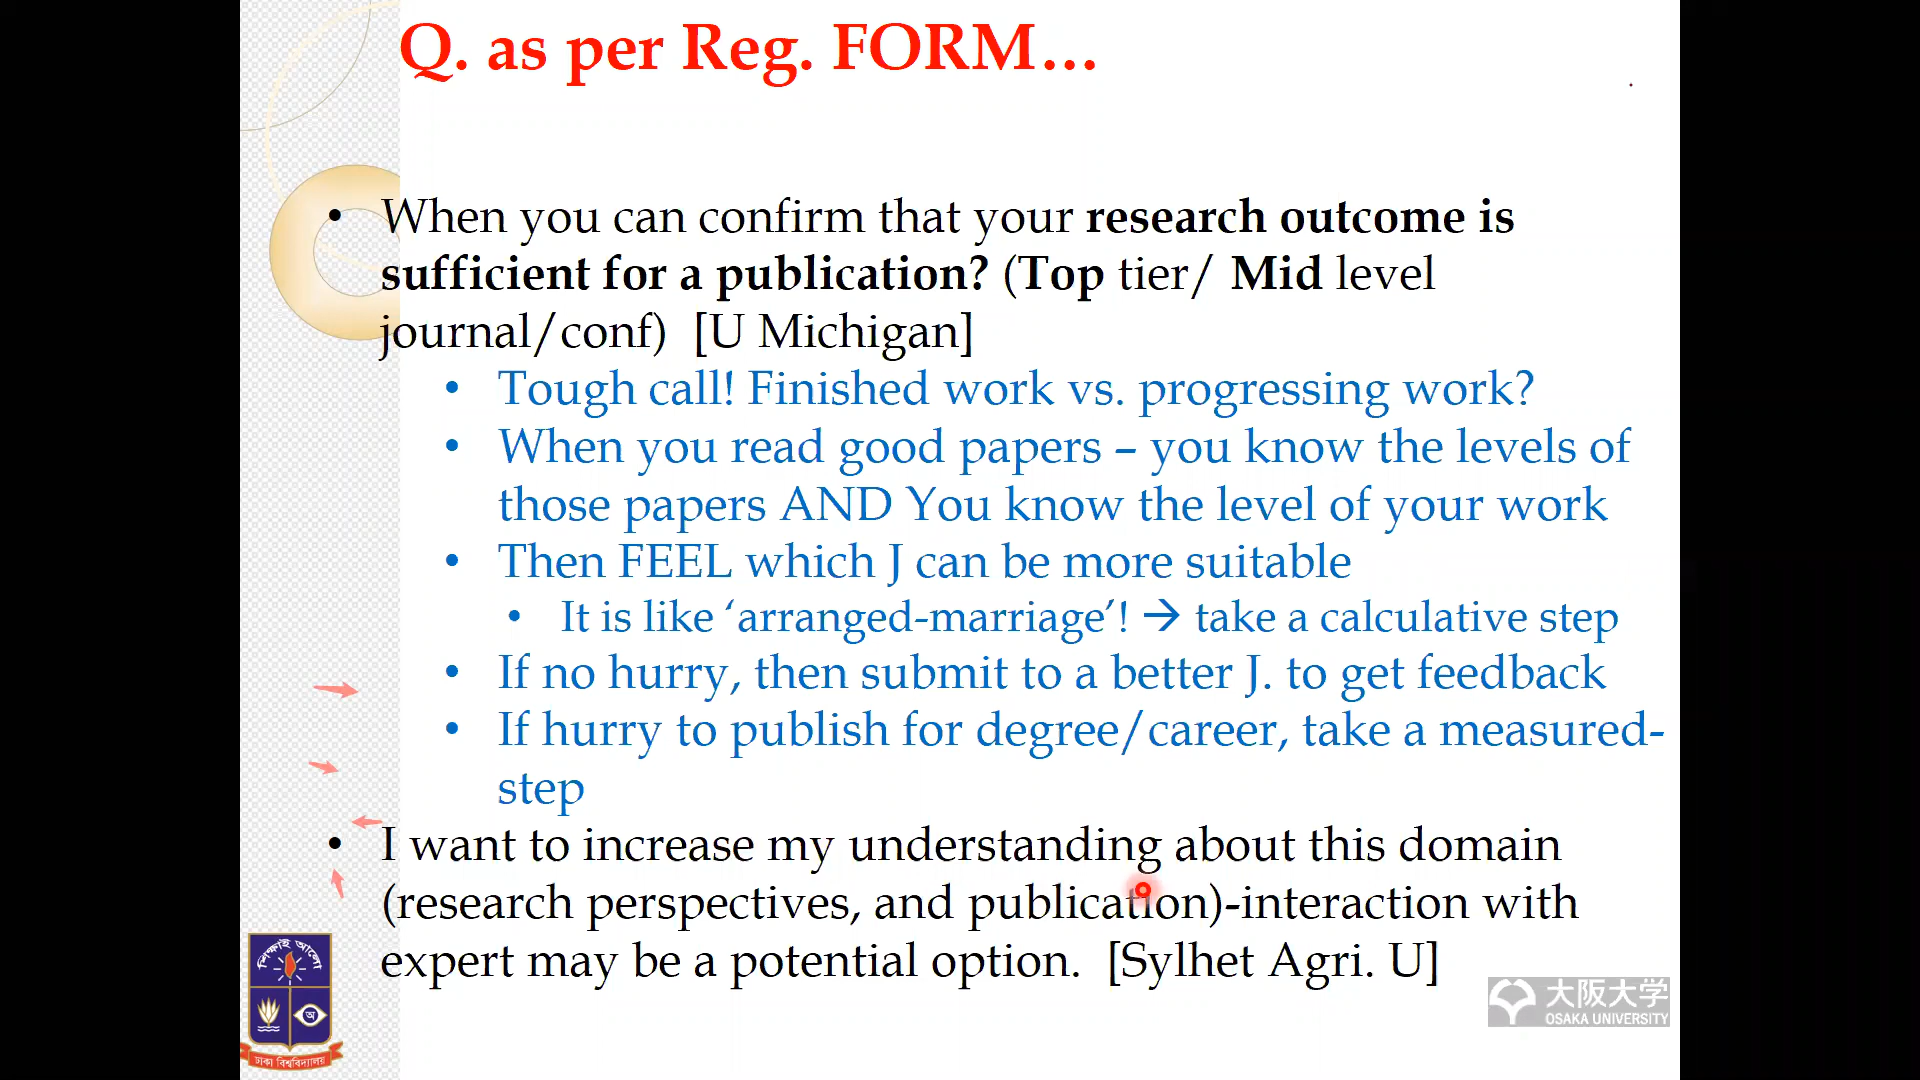 Q. as per Reg. FORM…
• When you can confirm that your research outcome is
sufficient for a publication? (Top tier/ Mid level
journal/conf) [U Michigan]
• Tough call! Finished work vs. progressing work?
• When you read good papers – you know the levels of
those papers AND You know the level of your work
• Then FEEL which J can be more suitable
• It is like ‘arranged-marriage’! → take a calculative step
• If no hurry, then submit to a better J. to get feedback
• If hurry to publish for degree/career, take a measured-
step
• I want to increase my understanding about this domain
(research perspectives, and publication)-interaction with
expert may be a potential option. [Sylhet Agri. U]
শিক্ষাই আলো
অ
ঢাকা বিশ্ববিদ্যালয়
大阪大学
OSAKA UNIVERSITY